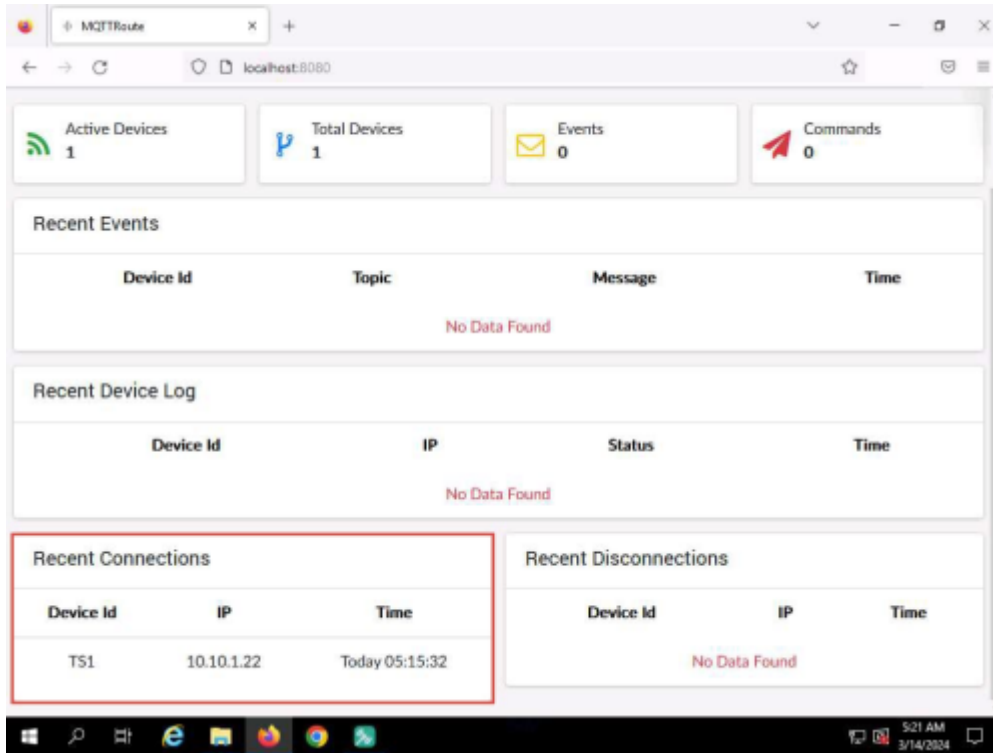 MQTTRoute
localhost:8080
Active Devices
1
Total Devices
1
Events
0
Commands
0
Recent Events
Device Id Topic Message Time
No Data Found
Recent Device Log
Device Id IP Status Time
No Data Found
Recent Connections
Device Id IP Time
TS1 10.10.1.22 Today 05:15:32
Recent Disconnections
Device Id IP Time
No Data Found
5:21 AM
3/14/2024